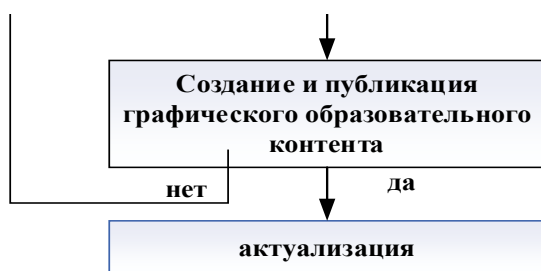 Создание и публикация
графического образовательного
контента
нет
да
актуализация